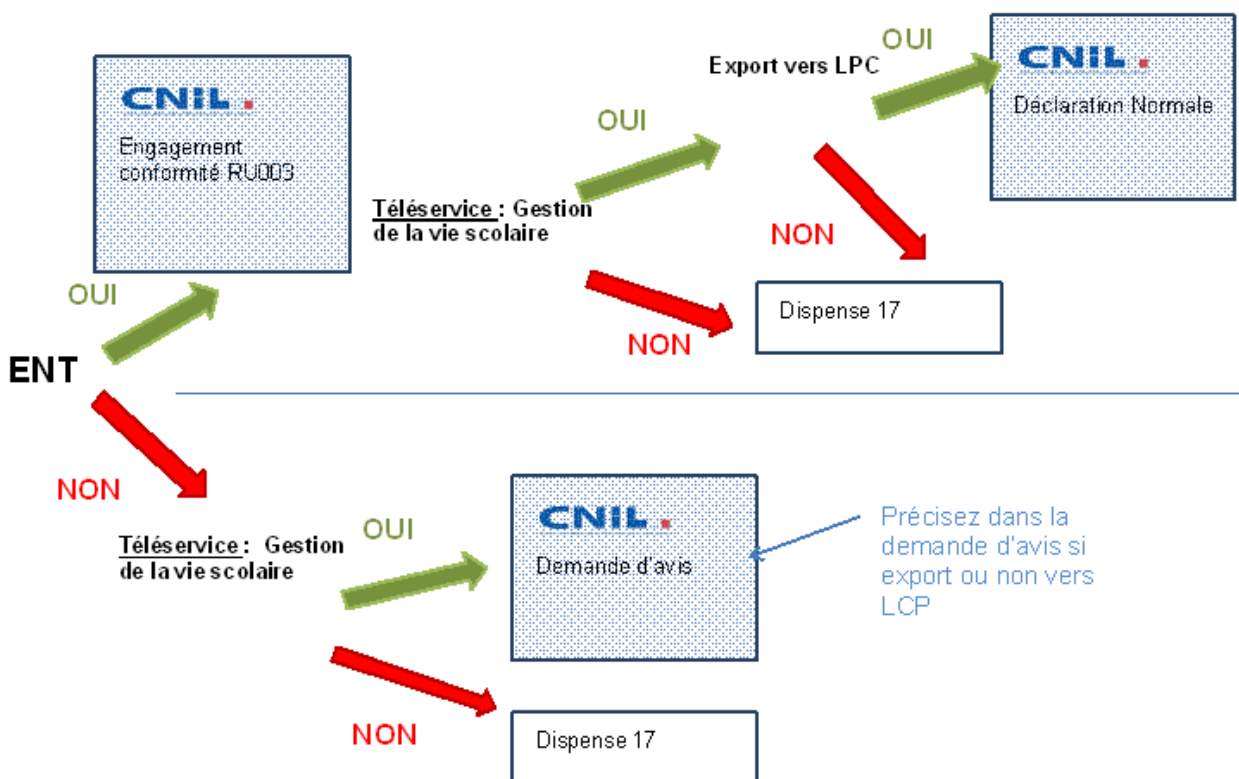 OUI
CNIL.
Export vers LPC
CNIL.
Déclaration Normale
Engagement
conformité RU003
OUI
Téléservice : Gestion
de la vie scolaire
NON
OUI
Dispense 17
NON
ENT
NON
OUI
CNIL.
Précisez dans la
demande d'avis si
export ou non vers
LCP
Téléservice : Gestion
de la vie scolaire
Demande d'avis
NON
Dispense 17